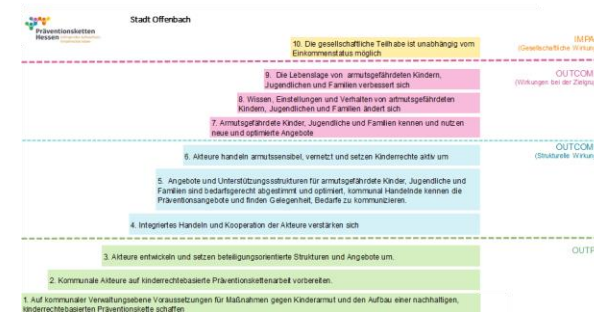 Präventionsketten
Hessen
Stadt Offenbach
10. Die gesellschaftliche Teilhabe ist unabhängig vom
Einkommenstatus möglich
IMPA
(Gesellschaftliche Wirkun
9. Die Lebenslage von armutsgefährdeten Kindern,
Jugendlichen und Familien verbessert sich
OUTCOM
(Wirkungen bei der Zielgrup
8. Wissen, Einstellungen und Verhalten von artmutsgefährdeten
Kindern, Jugendlichen und Familien ändert sich
7. Armutsgefährdete Kinder, Jugendliche und Familien kennen und nutzen
neue und optimierte Angebote
6. Akteure handeln armutssensibel, vernetzt und setzen Kinderrechte aktiv um
OUTCOM
(Strukturelle Wirkun
5. Angebote und Unterstützungsstrukturen für armutsgefährdete Kinder, Jugendliche und
Familien sind bedarfsgerecht abgestimmt und optimiert, kommunal Handelnde kennen die
Präventionsangebote und finden Gelegenheit, Bedarfe zu kommunizieren.
4. Integriertes Handeln und Kooperation der Akteure verstärken sich
3. Akteure entwickeln und setzen beteiligungsorientierte Strukturen und Angebote um.
OUTP
2. Kommunale Akteure auf kinderrechtebasierte Präventionskettenarbeit vorbereiten.
1. Auf kommunaler Verwaltungsebene Voraussetzungen für Maßnahmen gegen Kinderarmut und den Aufbau einer nachhaltigen,
kinderrechtebasierten Präventionskette schaffen